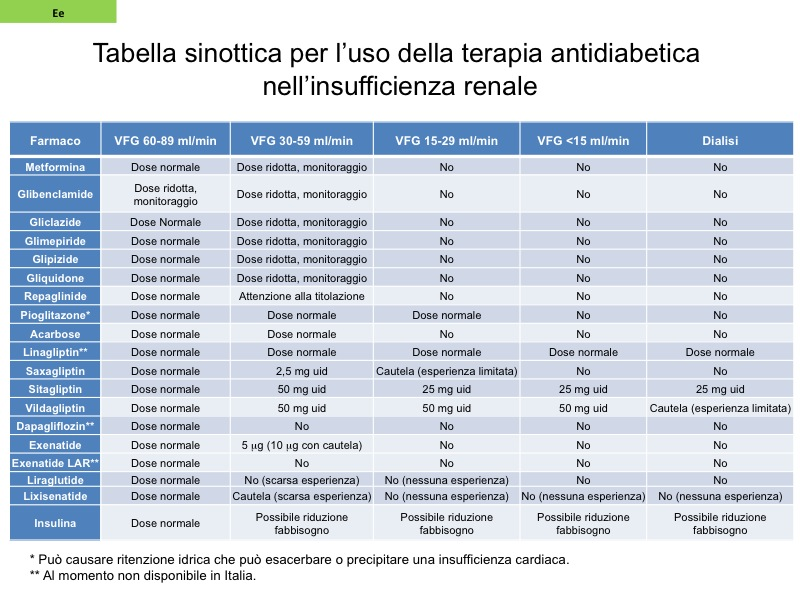 Ee
Tabella sinottica per l’uso della terapia antidiabetica
nell’insufficienza renale
Farmaco VFG 60-89 ml/min VFG 30-59 ml/min VFG 15-29 ml/min VFG <15 ml/min Dialisi
Metformina Dose normale Dose ridotta, monitoraggio No No No
Glibenclamide Dose ridotta, monitoraggio Dose ridotta, monitoraggio No No No
Gliclazide Dose Normale Dose ridotta, monitoraggio No No No
Glimepiride Dose normale Dose ridotta, monitoraggio No No No
Glipizide Dose normale Dose ridotta, monitoraggio No No No
Gliquidone Dose normale Dose ridotta, monitoraggio No No No
Repaglinide Dose normale Attenzione alla titolazione No No No
Pioglitazone* Dose normale Dose normale Dose normale No No
Acarbose Dose normale Dose normale No No No
Linagliptin** Dose normale Dose normale Dose normale Dose normale Dose normale
Saxagliptin Dose normale 2,5 mg uid Cautela (esperienza limitata) No No
Sitagliptin Dose normale 50 mg uid 25 mg uid 25 mg uid 25 mg uid
Vildagliptin Dose normale 50 mg uid 50 mg uid 50 mg uid Cautela (esperienza limitata)
Dapagliflozin** Dose normale No No No No
Exenatide Dose normale 5 µg (10 µg con cautela) No No No
Exenatide LAR** Dose normale No No No No
Liraglutide Dose normale No (scarsa esperienza) No (nessuna esperienza) No No
Lixisenatide Dose normale Cautela (scarsa esperienza) No (nessuna esperienza) No (nessuna esperienza) No (nessuna esperienza)
Insulina Dose normale Possibile riduzione fabbisogno Possibile riduzione fabbisogno Possibile riduzione fabbisogno Possibile riduzione fabbisogno
* Può causare ritenzione idrica che può esacerbare o precipitare una insufficienza cardiaca.
** Al momento non disponibile in Italia.